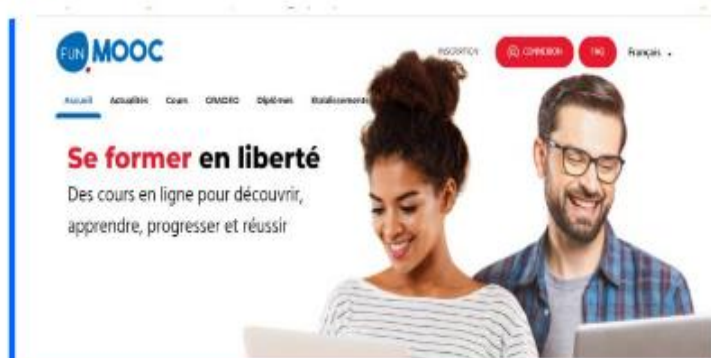 FUN MOOC
INSCRIPTION CONNEXION FAQ Français
Accueil Actualités Cours Diplômes Etablissements
Se former en liberté
Des cours en ligne pour découvrir,
apprendre, progresser et réussir